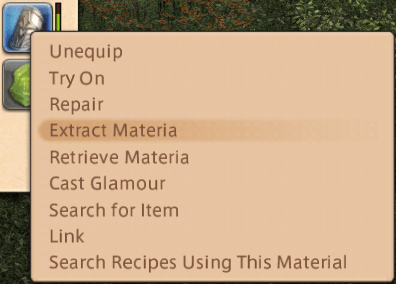 Unequip
Try On
Repair
Extract Materia
Retrieve Materia
Cast Glamour
Search for Item
Link
Search Recipes Using This Material